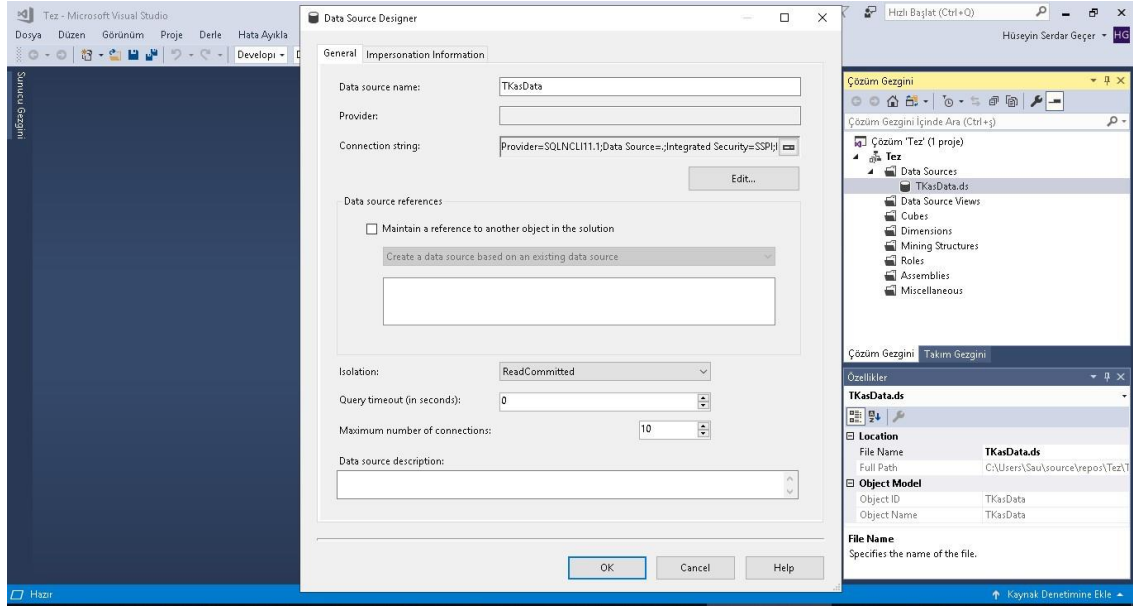 Tez - Microsoft Visual Studio
Hızlı Başlat (Ctrl+Q)
Dosya Düzen Görünüm Proje Derle Hata Ayıkla
Hüseyin Serdar Geçer HG
Developı
Sunucu Gezgini
Data Source Designer
General Impersonation Information
Data source name: TKasData
Provider:
Connection string: Provider=SQLNCLI11.1;Data Source=.;Integrated Security=SSPI;I
Edit...
Data source references
Maintain a reference to another object in the solution
Create a data source based on an existing data source
Isolation: ReadCommitted
Query timeout (in seconds): 0
Maximum number of connections: 10
Data source description:
OK Cancel Help
Çözüm Gezgini
Çözüm Gezgini İçinde Ara (Ctrl+ş)
Çözüm 'Tez' (1 proje)
Tez
Data Sources
TKasData.ds
Data Source Views
Cubes
Dimensions
Mining Structures
Roles
Assemblies
Miscellaneous
Çözüm Gezgini Takım Gezgini
Özellikler
TKasData.ds
Location
File Name TKasData.ds
Full Path C:\Users\Sau\source\repos\Tez\T
Object Model
Object ID TKasData
Object Name TKasData
File Name
Specifies the name of the file.
Hazır
Kaynak Denetimine Ekle